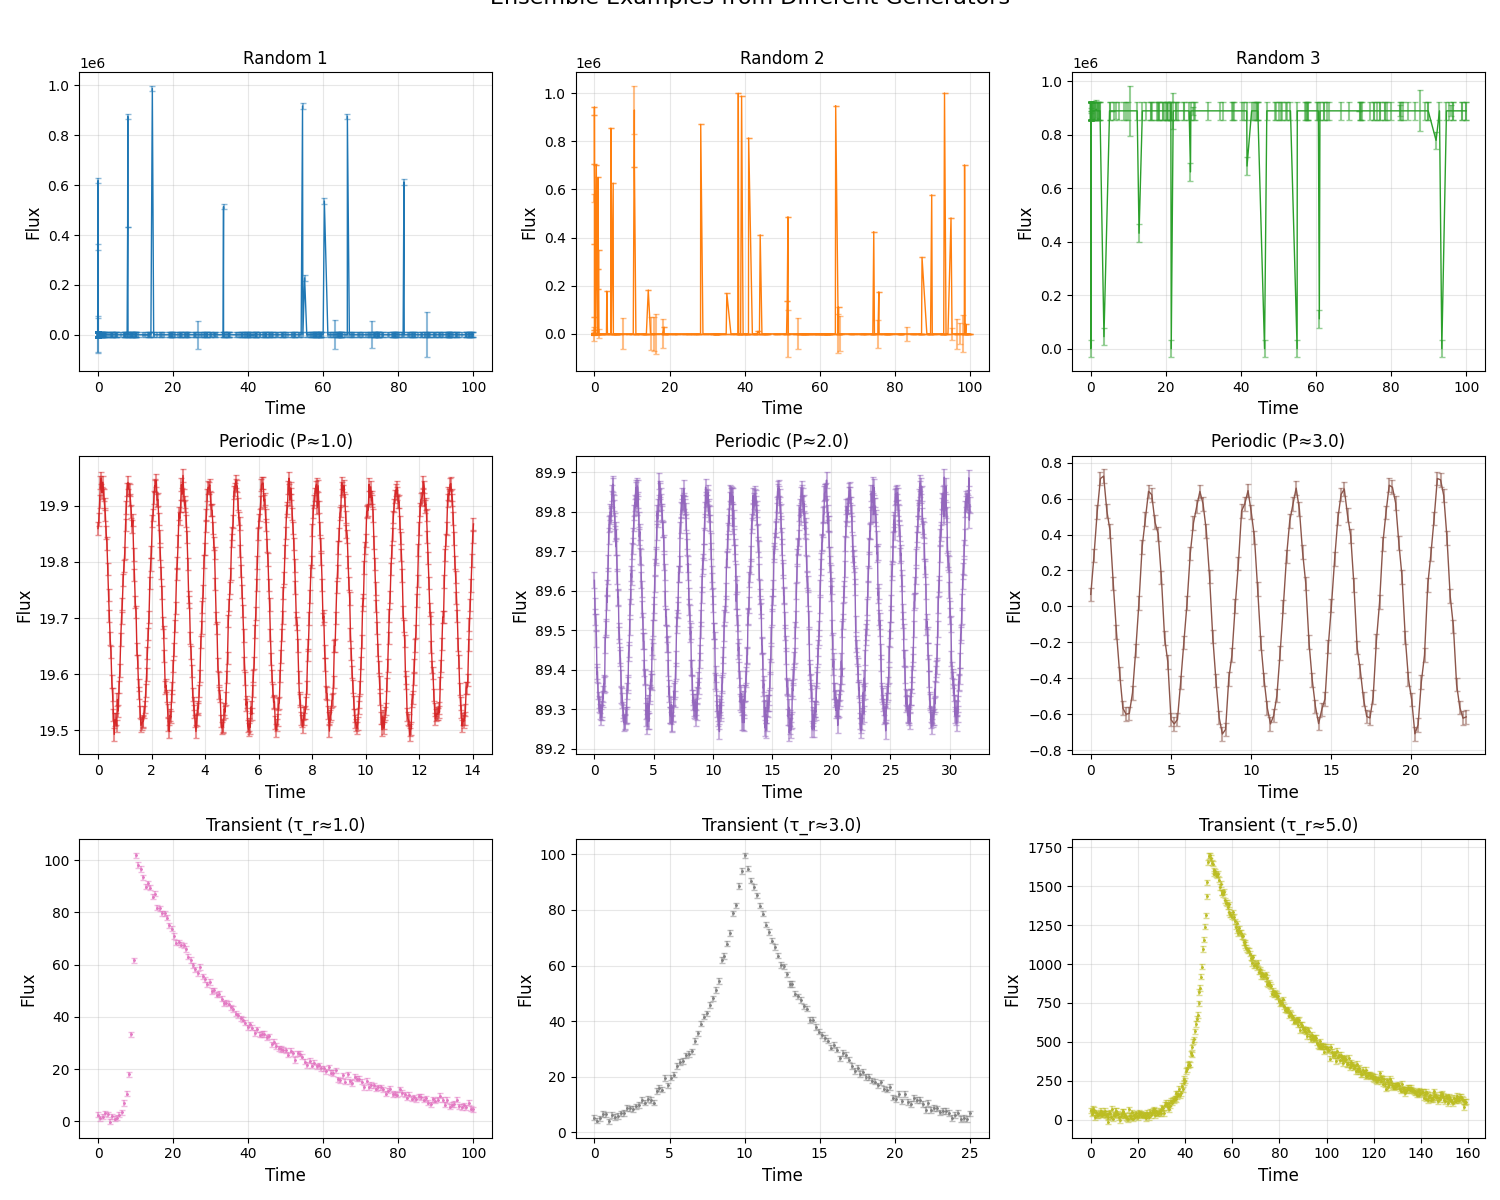 Ensemble Examples from Different Generators
Random 1
Random 2
Random 3
1e6
1e6
1e6
1.0
0.8
0.6
0.4
0.2
0.0
Flux
0 20 40 60 80 100
Time
1.0
0.8
0.6
0.4
0.2
0.0
Flux
0 20 40 60 80 100
Time
1.0
0.8
0.6
0.4
0.2
0.0
Flux
0 20 40 60 80 100
Time
Periodic (P≈1.0)
19.9
19.8
19.7
19.6
19.5
Flux
0 2 4 6 8 10 12 14
Time
Periodic (P≈2.0)
89.9
89.8
89.7
89.6
89.5
89.4
89.3
89.2
Flux
0 5 10 15 20 25 30
Time
Periodic (P≈3.0)
0.8
0.6
0.4
0.2
0.0
−0.2
−0.4
−0.6
−0.8
Flux
0 5 10 15 20
Time
Transient (τ_r≈1.0)
100
80
60
40
20
0
Flux
0 20 40 60 80 100
Time
Transient (τ_r≈3.0)
100
80
60
40
20
0
Flux
0 5 10 15 20 25
Time
Transient (τ_r≈5.0)
1750
1500
1250
1000
750
500
250
0
Flux
0 20 40 60 80 100 120 140 160
Time